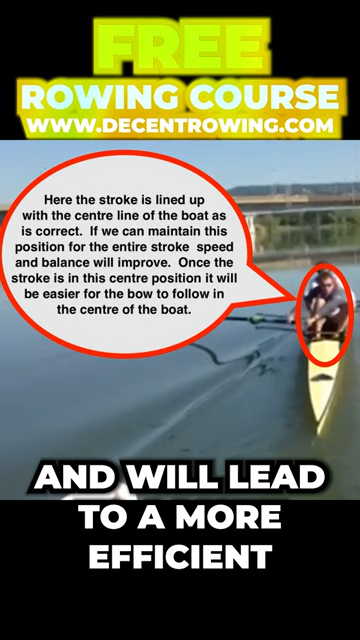 FREE
ROWING COURSE
WWW.DECENTROWING.COM
Here the stroke is lined up
with the centre line of the boat as
is correct. If we can maintain this
position for the entire stroke speed
and balance will improve. Once the
stroke is in this centre position it will
be easier for the bow to follow in
the centre of the boat.
AND WILL LEAD
TO A MORE
EFFICIENT